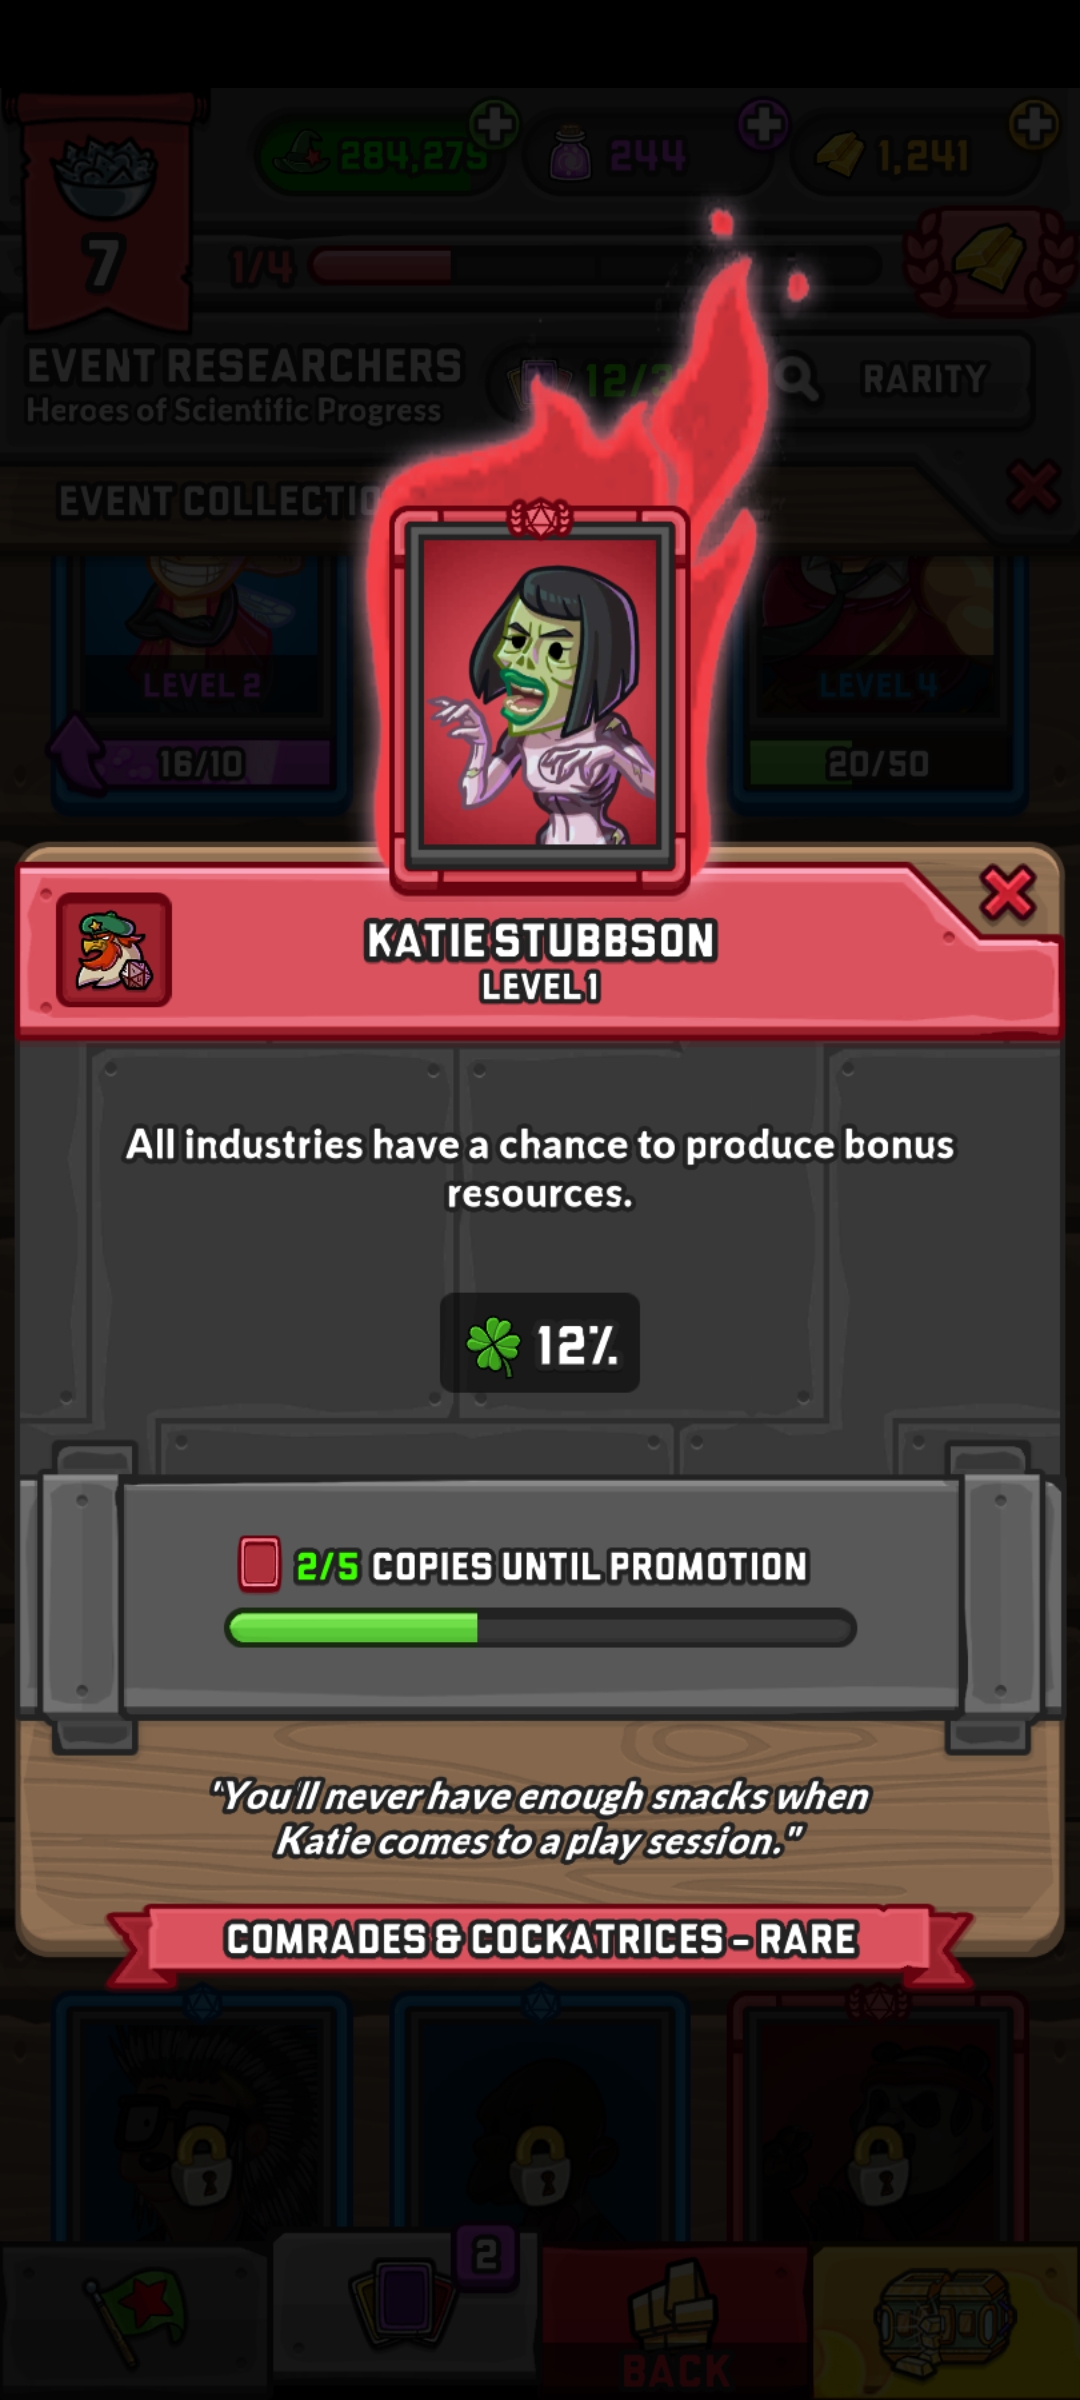 284,275
244
1,241
7
1/4
EVENT RESEARCHERS
Heroes of Scientific Progress
RARITY
EVENT
LEVEL 2
LEVEL 4
16/10
20/50
KATIE STUBBSON
LEVEL 1
All industries have a chance to produce bonus
resources.
12%
2/5 COPIES UNTIL PROMOTION
"You'll never have enough snacks when
Katie comes to a play session."
COMRADES & COCKATRICES - RARE
2
BACK